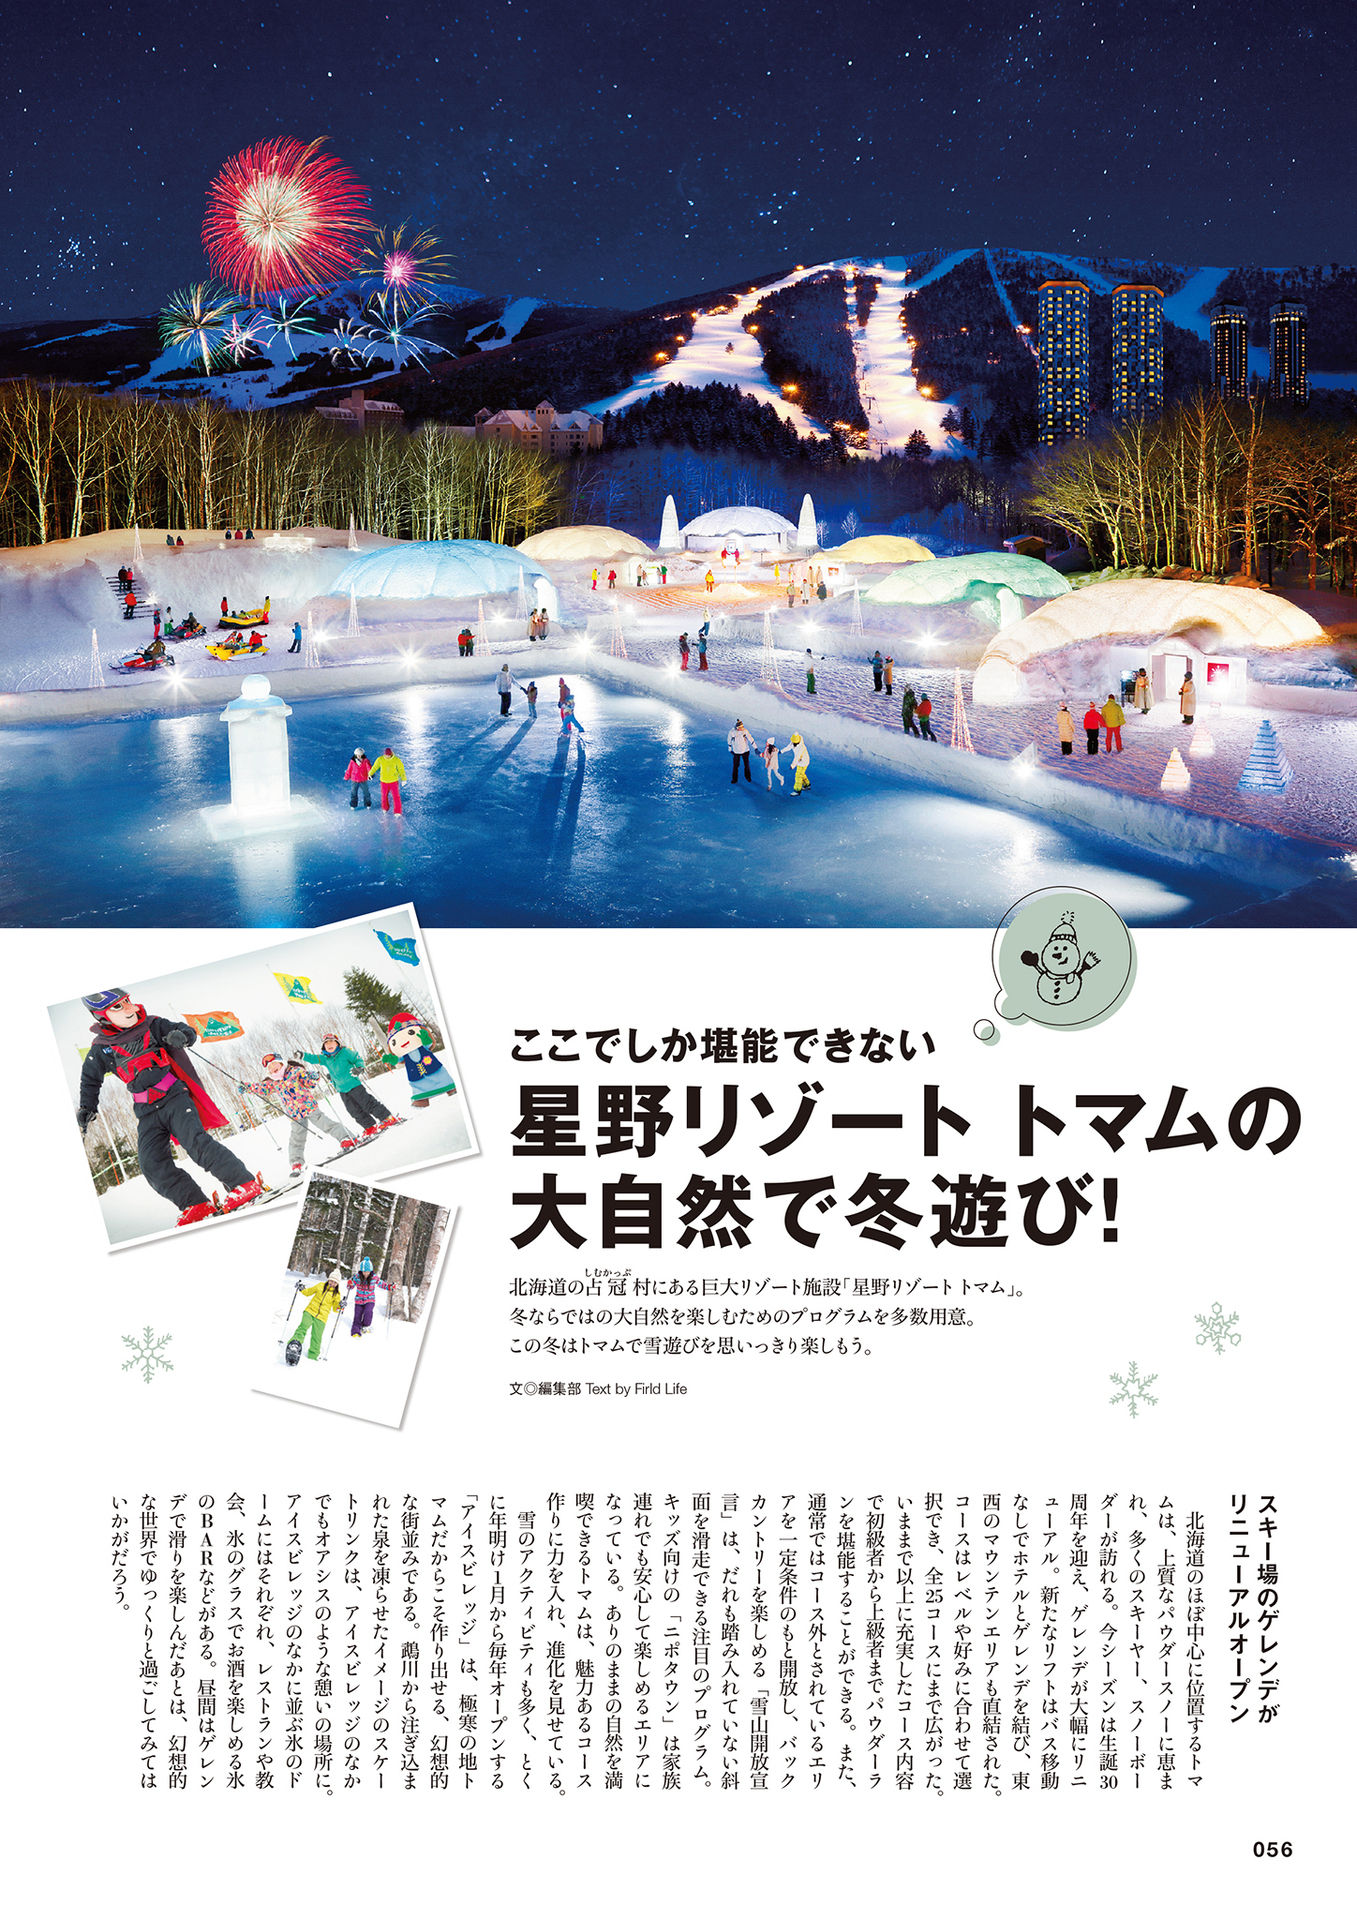 ここでしか堪能できない
星野リゾート トマムの
大自然で冬遊び!
しむかっぷ
北海道の占冠村にある巨大リゾート施設「星野リゾート トマム」。
冬ならではの大自然を楽しむためのプログラムを多数用意。
この冬はトマムで雪遊びを思いっきり楽しもう。
文◎編集部 Text by Firld Life
スキー場のゲレンデが
リニューアルオープン
北海道のほぼ中心に位置するトマ
ムは、上質なパウダースノーに恵ま
れ、多くのスキーヤー、スノーボー
ダーが訪れる。今シーズンは生誕30
周年を迎え、ゲレンデが大幅にリニ
ューアル。新たなリフトはバス移動
なしでホテルとゲレンデを結び、東
西のマウンテンエリアも直結された。
コースはレベルや好みに合わせて選
択でき、全25コースにまで広がった。
いままで以上に充実したコース内容
で初級者から上級者までパウダーラ
ンを堪能することができる。また、
通常ではコース外とされているエリ
アを一定条件のもと開放し、バック
カントリーを楽しめる「雪山開放宣
言」は、だれも踏み入れていない斜
面を滑走できる注目のプログラム。
キッズ向けの「ニポタウン」は家族
連れでも安心して楽しめるエリアに
なっている。ありのままの自然を満
喫できるトマムは、魅力あるコース
作りに力を入れ、進化を見せている。
雪のアクティビティも多く、とく
に年明け1月から毎年オープンする
「アイスビレッジ」は、極寒の地ト
マムだからこそ作り出せる、幻想的
な街並みである。鵡川から注ぎ込ま
れた泉を凍らせたイメージのスケー
トリンクは、アイスビレッジのなか
でもオアシスのような憩いの場所に。
アイスビレッジのなかに並ぶ氷のド
ームにはそれぞれ、レストランや教
会、氷のグラスでお酒を楽しめる氷
のBARなどがある。昼間はゲレン
デで滑りを楽しんだあとは、幻想的
な世界でゆっくりと過ごしてみては
いかがだろう。
056